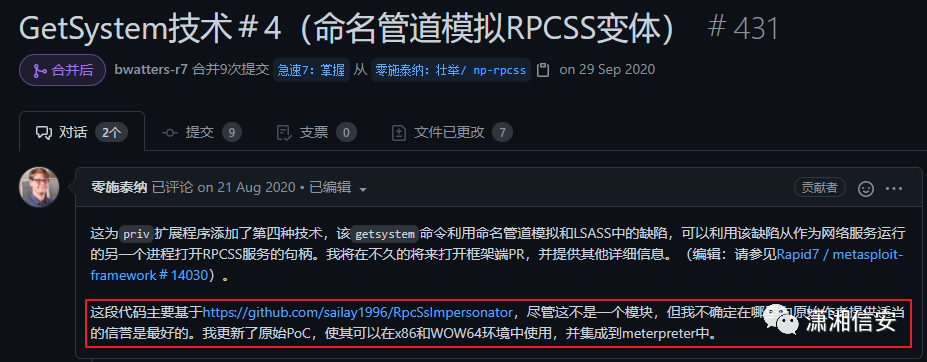 GetSystem技术＃4（命名管道模拟RPCSS变体） ＃431
合并后 bwatters-r7 合并9次提交 急速7：掌握 从 零施泰纳：壮举/ np-rpcss on 29 Sep 2020
对话 2个 提交 9 支票 0 文件已更改 7
零施泰纳 已评论 on 21 Aug 2020 • 已编辑 贡献者
这为priv扩展程序添加了第四种技术，该getsystem命令利用命名管道模拟和LSASS中的缺陷，可以利用该缺陷从作为网络服务运行
的另一个进程打开RPCSS服务的句柄。我将在不久的将来打开框架端PR，并提供其他详细信息。（编辑：请参见Rapid7 / metasploit-
framework＃14030）。
这段代码主要基于https://github.com/sailay1996/RpcSsImpersonator，尽管这不是一个模块，但我不确定在哪
的信誉是最好的。我更新了原始PoC，使其可以在x86和WOW64环境中使用，并集成到meterpreter中。
潇湘信安